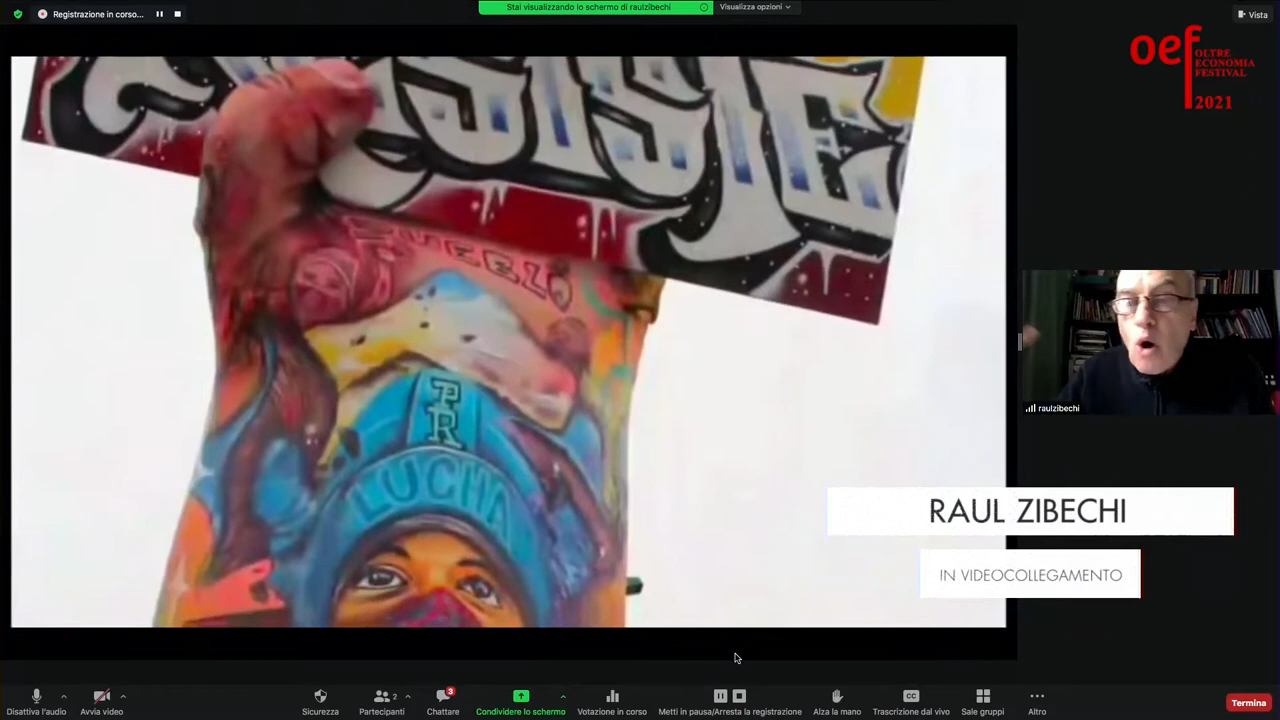 Registrazione in corso...
Stai visualizzando lo schermo di raulzibechi
Visualizza opzioni
Vista
oef
OLTRE
ECONOMIA
FESTIVAL
2021
PR
LUCHA
raulzibechi
RAUL ZIBECHI
IN VIDEOCOLLEGAMENTO
Disattiva l'audio
Avvia video
Sicurezza
2
Partecipanti
3
Chattare
Condividere lo schermo
Votazione in corso
Metti in pausa/Arresta la registrazione
Alza la mano
CC
Trascrizione dal vivo
Sale gruppi
Altro
Termina